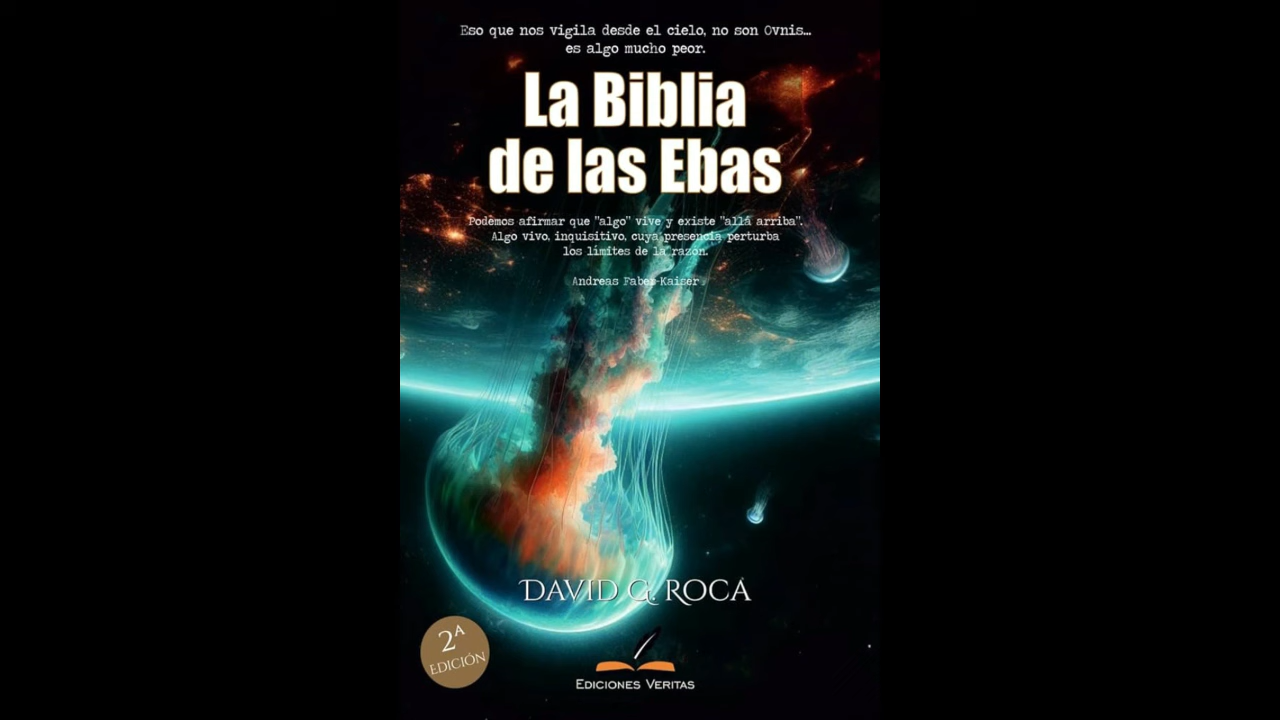 Eso que nos vigila desde el cielo, no son Ovnis...
es algo mucho peor.
La Biblia
de las Ebas
Podemos afirmar que "algo" vive y existe "allá arriba".
Algo vivo, inquisitivo, cuya presencia perturba
los límites de la razón.
Andreas Faber-Kaiser
DAVID G. ROCA
2ª
EDICIÓN
EDICIONES VERITAS